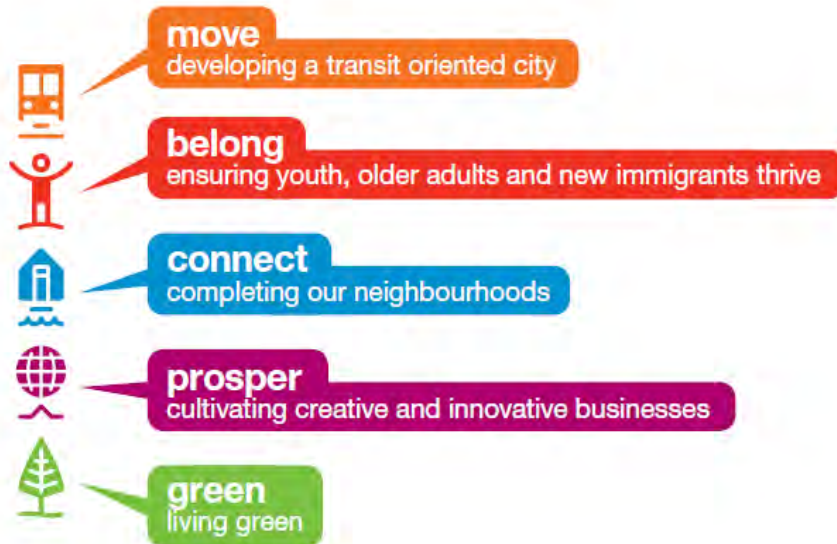 move
developing a transit oriented city
belong
ensuring youth, older adults and new immigrants thrive
connect
completing our neighbourhoods
prosper
cultivating creative and innovative businesses
green
living green